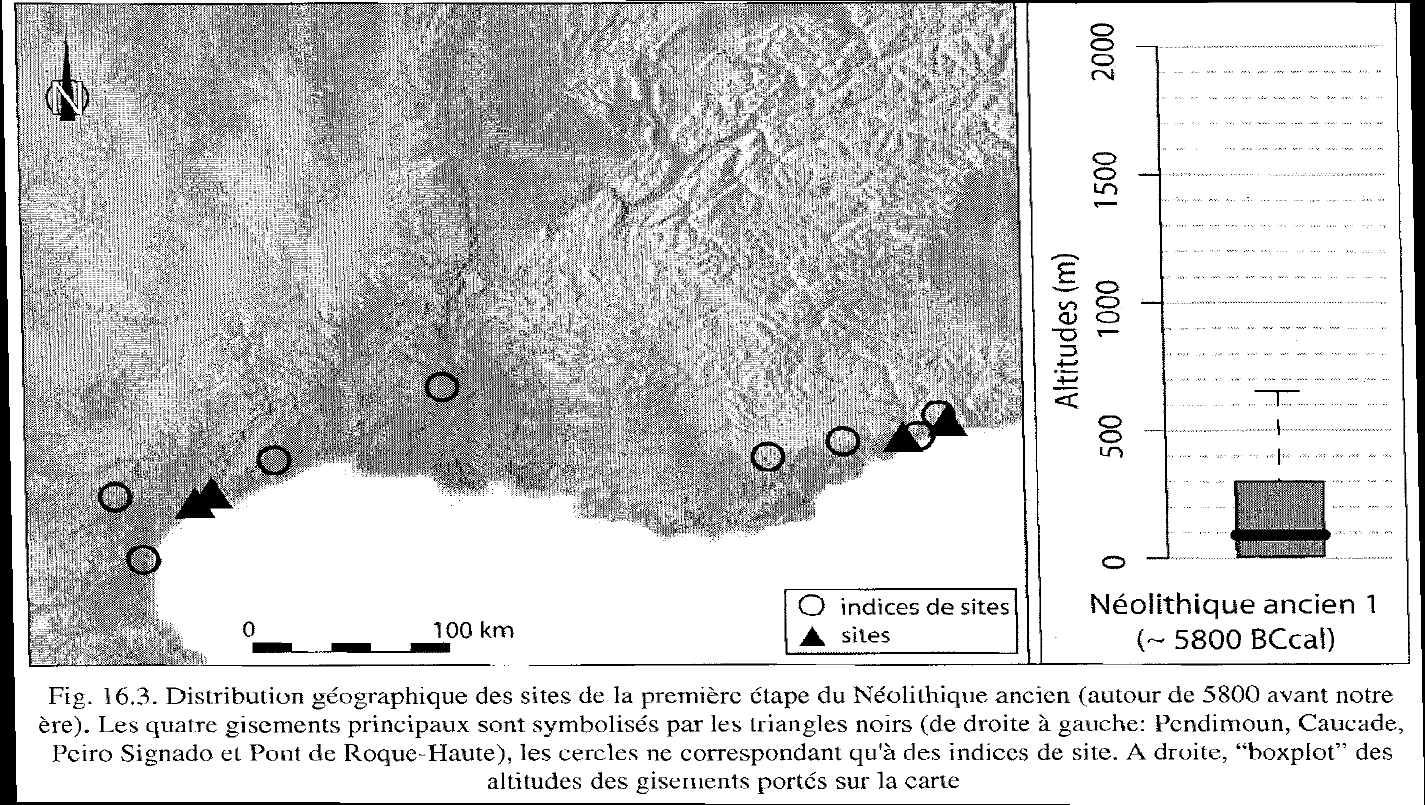 N
0 100 km
indices de sites
sites
Altitudes (m)
2000
1500
1000
500
0
Néolithique ancien 1
(~ 5800 BCcal)
Fig. 16.3. Distribution géographique des sites de la première étape du Néolithique ancien (autour de 5800 avant notre
ère). Les quatre gisements principaux sont symbolisés par les triangles noirs (de droite à gauche: Pendimoun, Caucade,
Peiro Signado et Pont de Roque-Haute), les cercles ne correspondant qu'à des indices de site. A droite, "boxplot" des
altitudes des gisements portés sur la carte